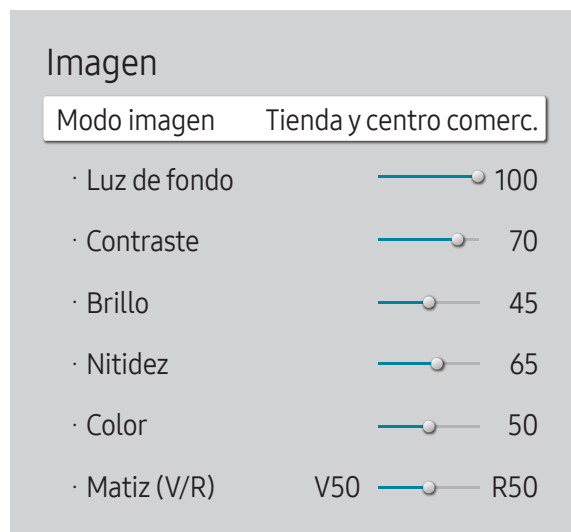 Imagen
Modo imagen Tienda y centro comerc.
· Luz de fondo 100
· Contraste 70
· Brillo 45
· Nitidez 65
· Color 50
· Matiz (V/R) V50 R50